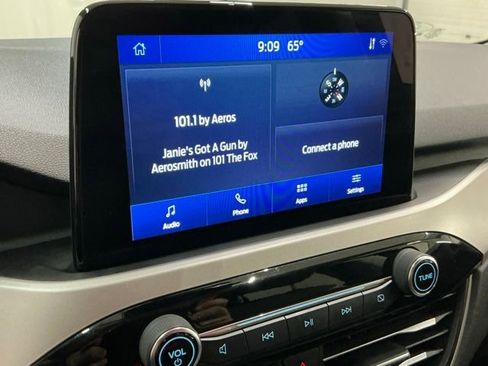 9:09 65°
101.1 by Aeros
Janie's Got A Gun by
Aerosmith on 101 The Fox
Connect a phone
Audio
Phone
Apps
Settings
VOL
TUNE